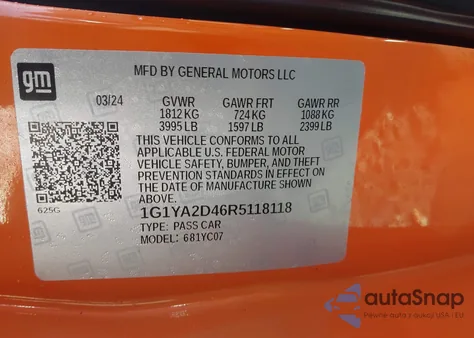 gm
MFD BY GENERAL MOTORS LLC
03/24 GVWR GAWR FRT GAWR RR
1812 KG 724 KG 1088 KG
3995 LB 1597 LB 2399 LB
THIS VEHICLE CONFORMS TO ALL
APPLICABLE U.S. FEDERAL MOTOR
VEHICLE SAFETY, BUMPER, AND THEFT
PREVENTION STANDARDS IN EFFECT ON
THE DATE OF MANUFACTURE SHOWN
ABOVE.
625G
1G1YA2D46R5118118
TYPE: PASS CAR
MODEL: 681YC07
autoSnap